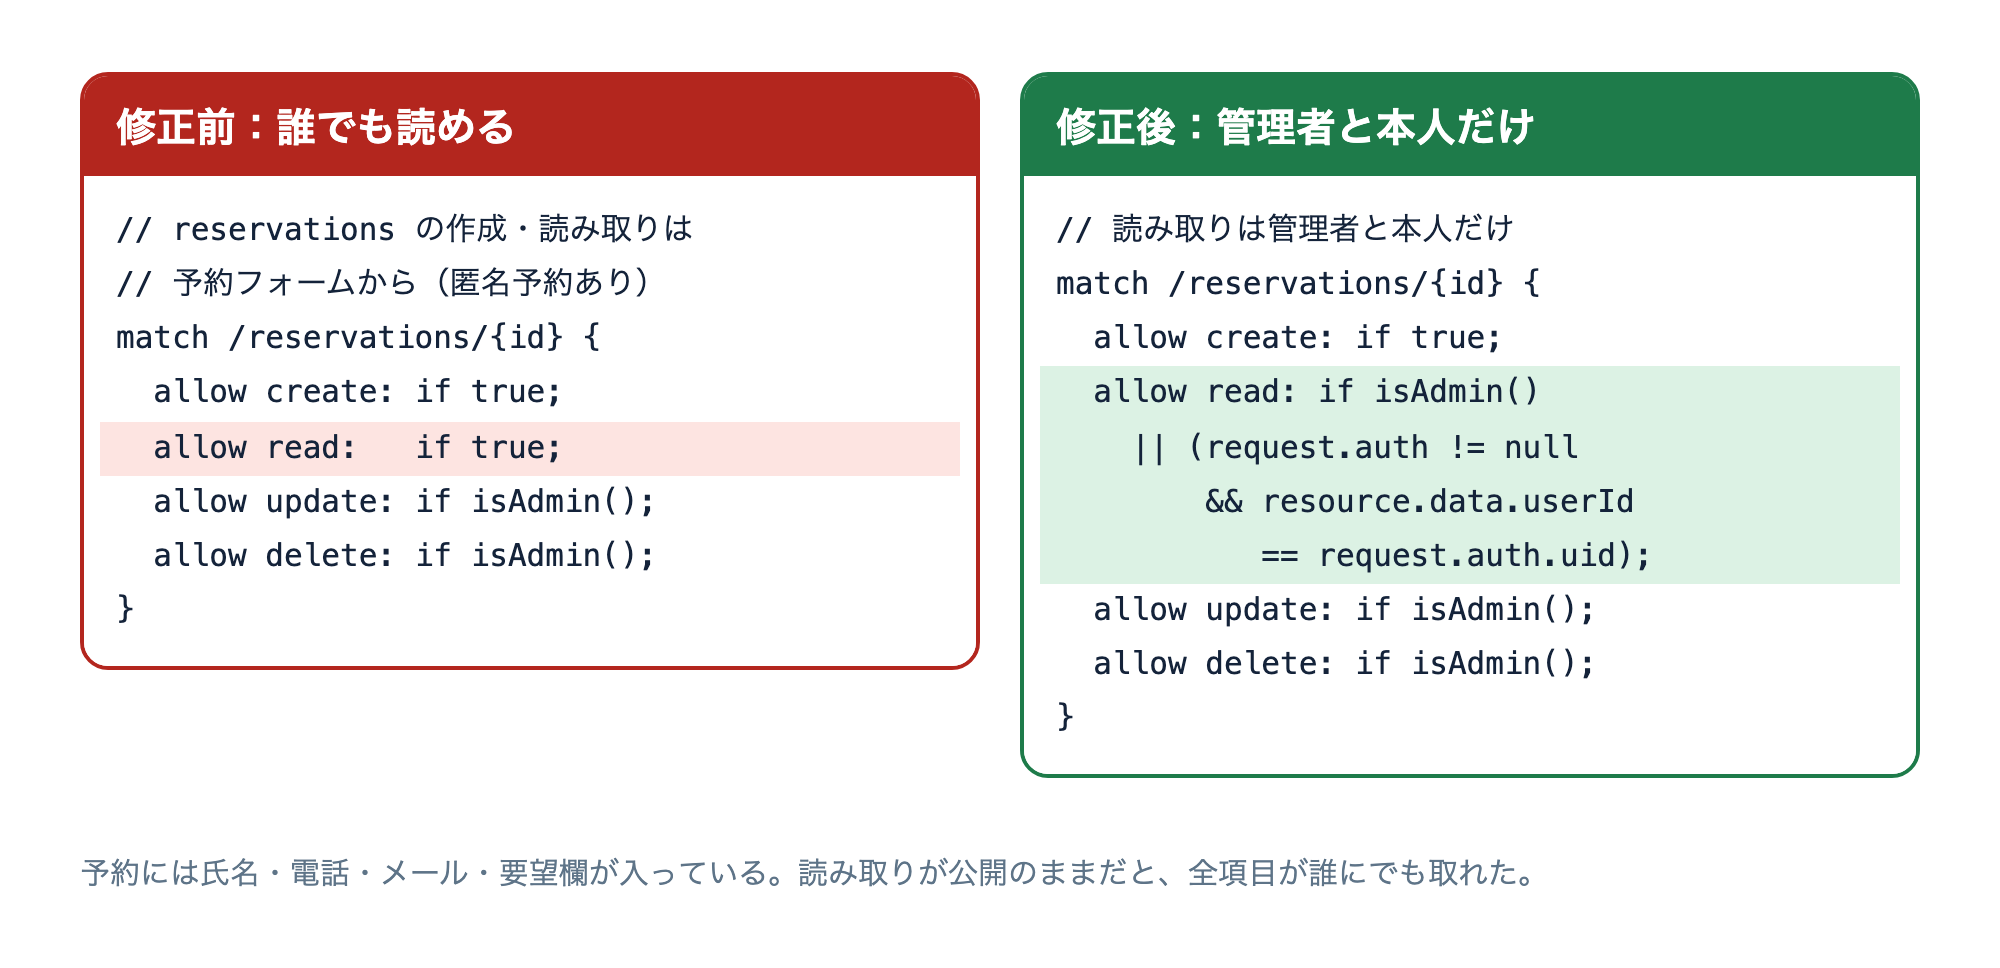 修正前：誰でも読める
// reservations の作成・読み取りは
// 予約フォームから（匿名予約あり）
match /reservations/{id} {
  allow create: if true;
  allow read:   if true;
  allow update: if isAdmin();
  allow delete: if isAdmin();
}
修正後：管理者と本人だけ
// 読み取りは管理者と本人だけ
match /reservations/{id} {
  allow create: if true;
  allow read: if isAdmin()
    || (request.auth != null
        && resource.data.userId
           == request.auth.uid);
  allow update: if isAdmin();
  allow delete: if isAdmin();
}
予約には氏名・電話・メール・要望欄が入っている。読み取りが公開のままだと、全項目が誰にでも取れた。